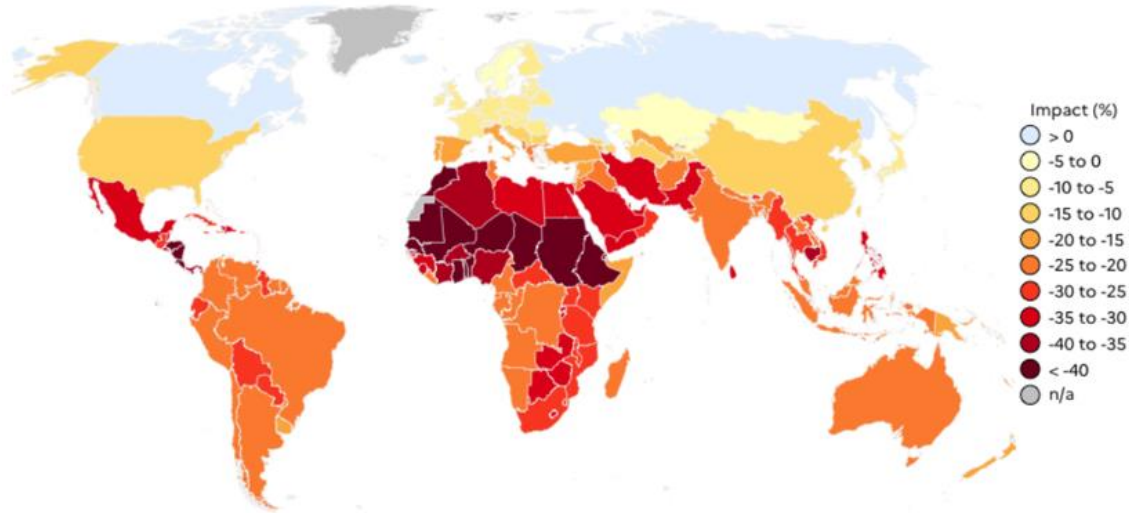 Impact (%)
> 0
-5 to 0
-10 to -5
-15 to -10
-20 to -15
-25 to -20
-30 to -25
-35 to -30
-40 to -35
< -40
n/a